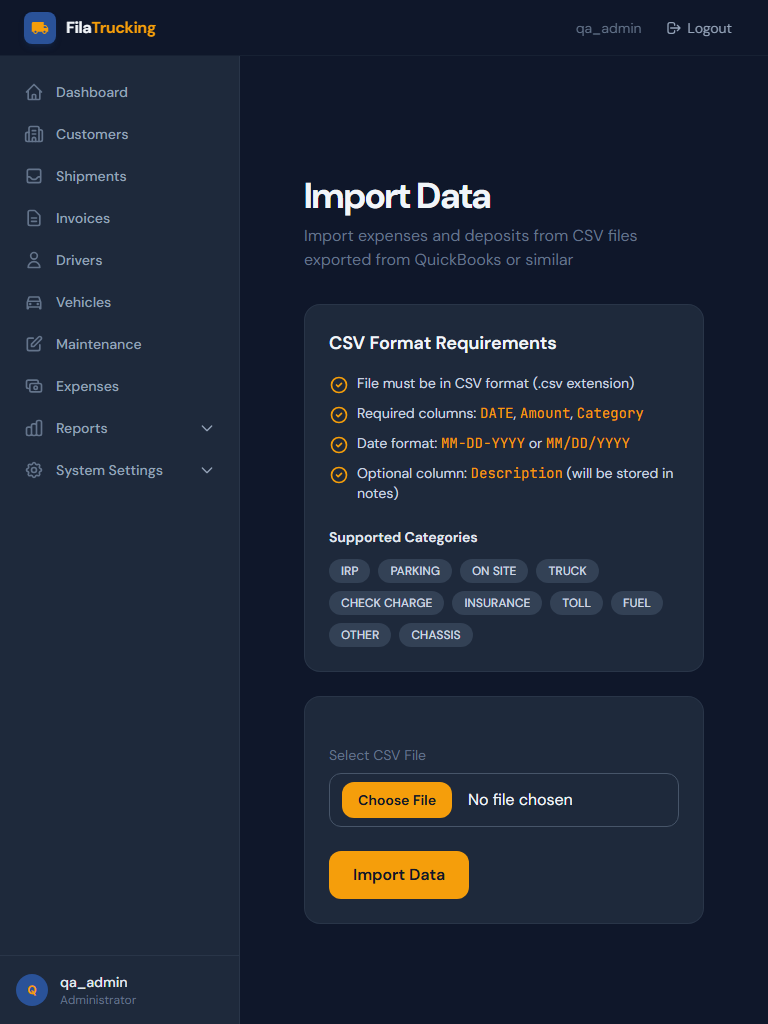 FilaTrucking
qa_admin
Logout
Dashboard
Customers
Shipments
Invoices
Drivers
Vehicles
Maintenance
Expenses
Reports
System Settings
Import Data
Import expenses and deposits from CSV files
exported from QuickBooks or similar
CSV Format Requirements
File must be in CSV format (.csv extension)
Required columns: DATE, Amount, Category
Date format: MM-DD-YYYY or MM/DD/YYYY
Optional column: Description (will be stored in
notes)
Supported Categories
IRP PARKING ON SITE TRUCK
CHECK CHARGE INSURANCE TOLL FUEL
OTHER CHASSIS
Select CSV File
Choose File No file chosen
Import Data
Q
qa_admin
Administrator